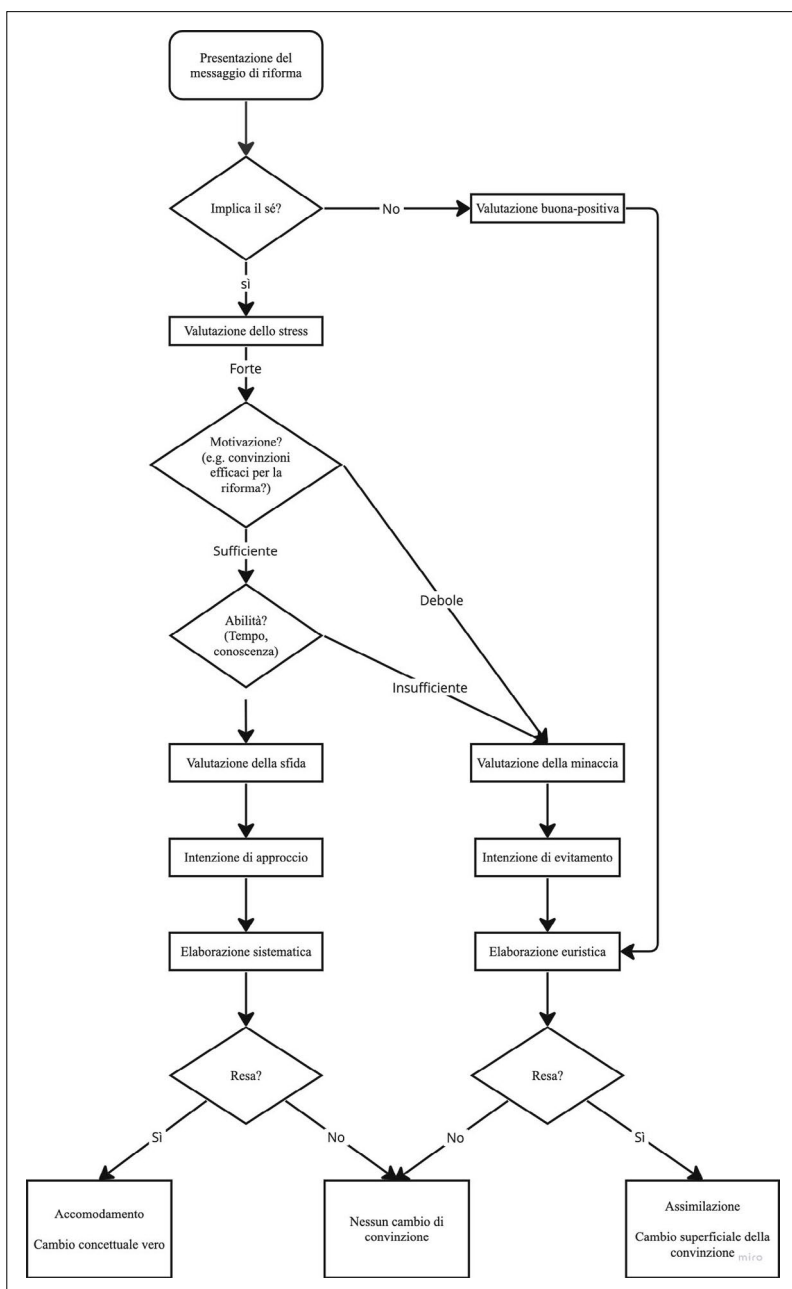 Presentazione del
messaggio di riforma
Implica il sé?
No
Valutazione buona-positiva
sì
Valutazione dello stress
Forte
Motivazione?
(e.g. convinzioni
efficaci per la
riforma?)
Sufficiente
Debole
Abilità?
(Tempo,
conoscenza)
Insufficiente
Valutazione della sfida
Valutazione della minaccia
Intenzione di approccio
Intenzione di evitamento
Elaborazione sistematica
Elaborazione euristica
Resa?
Resa?
Sì
No
No
Sì
Accomodamento
Cambio concettuale vero
Nessun cambio di
convinzione
Assimilazione
Cambio superficiale della
convinzione
miro